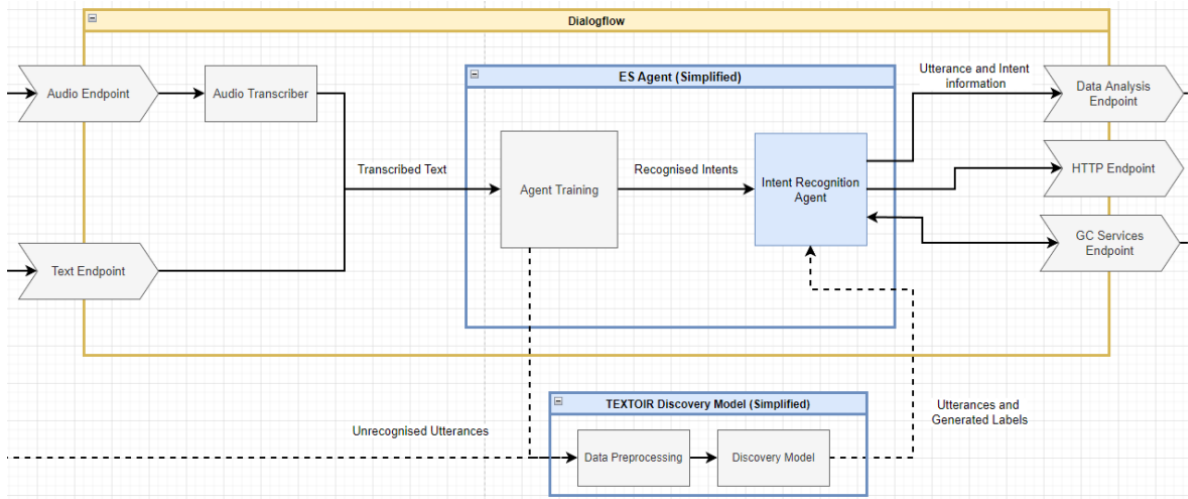 Dialogflow
Audio Endpoint
Audio Transcriber
ES Agent (Simplified)
Utterance and Intent
information
Data Analysis
Endpoint
Transcribed Text
Agent Training
Recognised Intents
Intent Recognition
Agent
HTTP Endpoint
Text Endpoint
GC Services
Endpoint
TEXTOIR Discovery Model (Simplified)
Unrecognised Utterances
Data Preprocessing
Discovery Model
Utterances and
Generated Labels